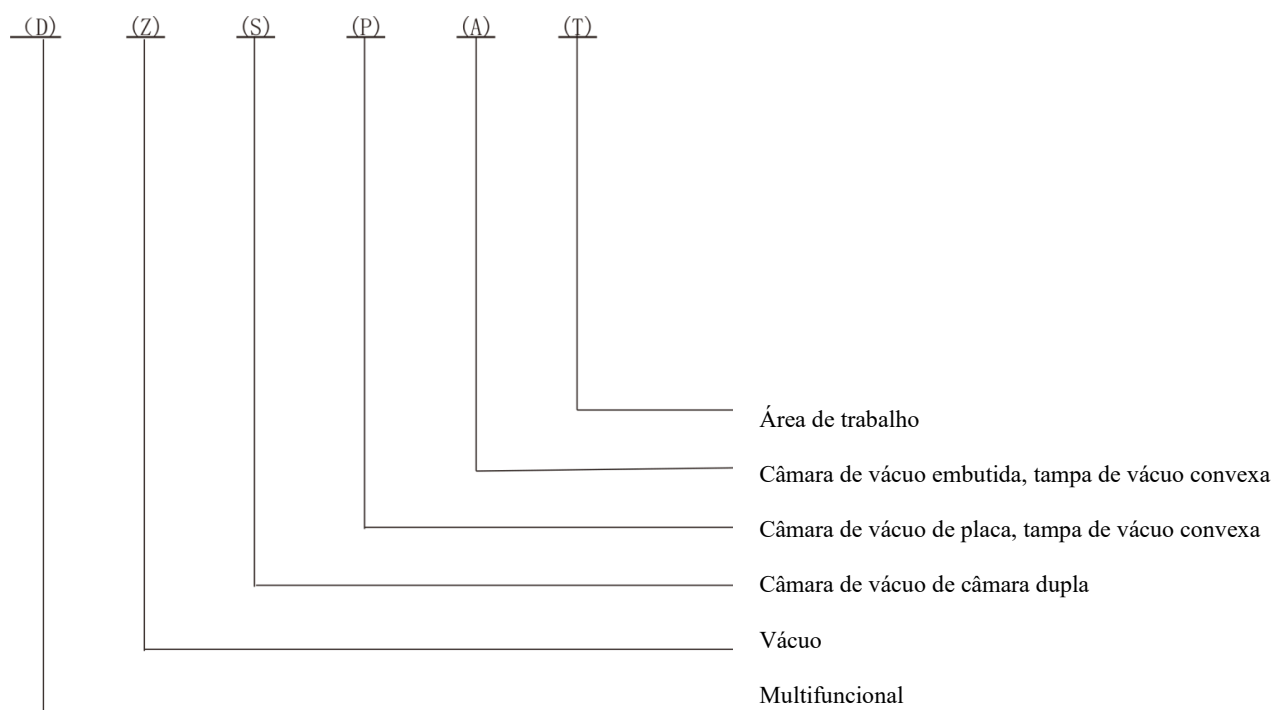 (D) (Z) (S) (P) (A) (T)
Área de trabalho
Câmara de vácuo embutida, tampa de vácuo convexa
Câmara de vácuo de placa, tampa de vácuo convexa
Câmara de vácuo de câmara dupla
Vácuo
Multifuncional